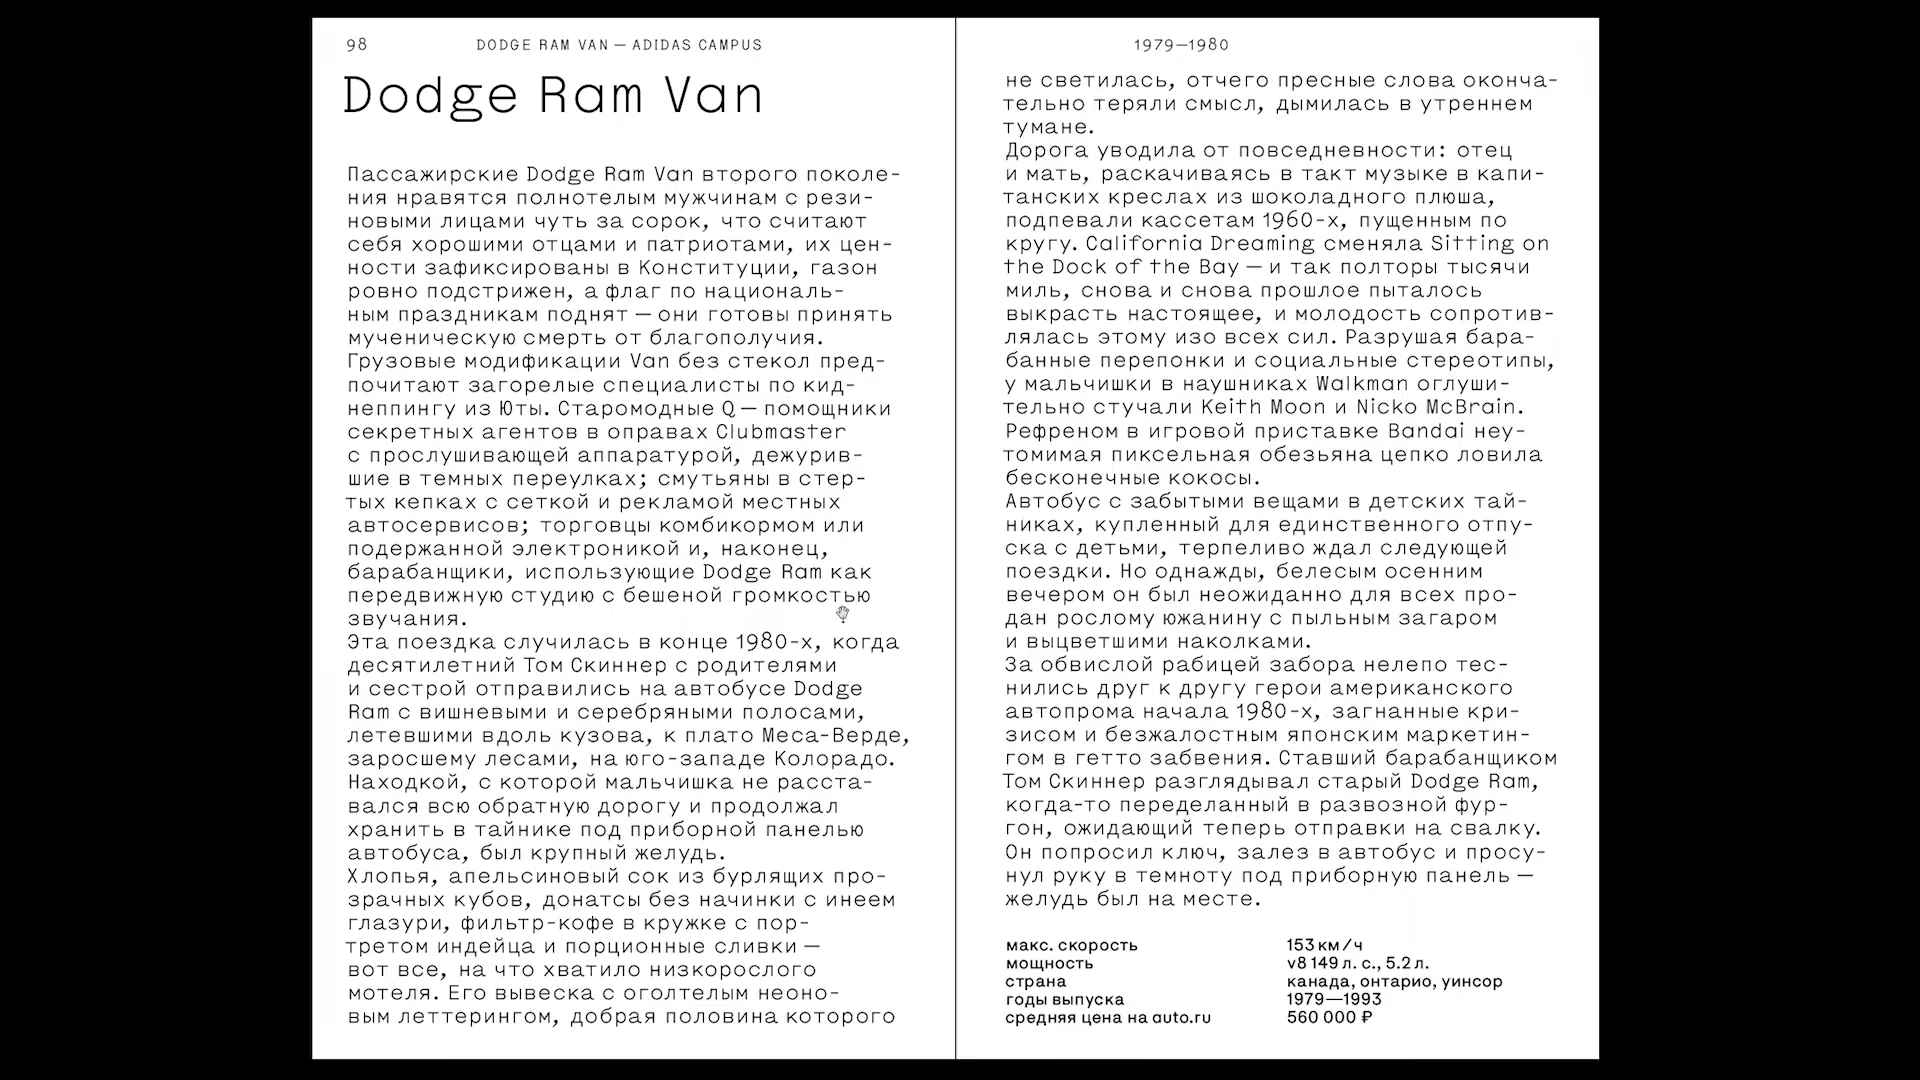 98
DODGE RAM VAN — ADIDAS CAMPUS
Dodge Ram Van
Пассажирские Dodge Ram Van второго поколе-
ния нравятся полнотелым мужчинам с рези-
новыми лицами чуть за сорок, что считают
себя хорошими отцами и патриотами, их цен-
ности зафиксированы в Конституции, газон
ровно подстрижен, а флаг по националь-
ным праздникам поднят — они готовы принять
мученическую смерть от благополучия.
Грузовые модификации Van без стекол пред-
почитают загорелые специалисты по кид-
неппингу из Юты. Старомодные Q — помощники
секретных агентов в оправах Clubmaster
с прослушивающей аппаратурой, дежурив-
шие в темных переулках; смутьяны в стер-
тых кепках с сеткой и рекламой местных
автосервисов; торговцы комбикормом или
подержанной электроникой и, наконец,
барабанщики, использующие Dodge Ram как
передвижную студию с бешеной громкостью
звучания.
Эта поездка случилась в конце 1980-х, когда
десятилетний Том Скиннер с родителями
и сестрой отправились на автобусе Dodge
Ram с вишневыми и серебряными полосами,
летевшими вдоль кузова, к плато Меса-Верде,
заросшему лесами, на юго-западе Колорадо.
Находкой, с которой мальчишка не расста-
вался всю обратную дорогу и продолжал
хранить в тайнике под приборной панелью
автобуса, был крупный желудь.
Хлопья, апельсиновый сок из бурлящих про-
зрачных кубов, донатсы без начинки с инеем
глазури, фильтр-кофе в кружке с пор-
третом индейца и порционные сливки —
вот все, на что хватило низкорослого
мотеля. Его вывеска с оголтелым неоно-
вым леттерингом, добрая половина которого
1979—1980
не светилась, отчего пресные слова оконча-
тельно теряли смысл, дымилась в утреннем
тумане.
Дорога уводила от повседневности: отец
и мать, раскачиваясь в такт музыке в капи-
танских креслах из шоколадного плюша,
подпевали кассетам 1960-х, пущенным по
кругу. California Dreaming сменяла Sitting on
the Dock of the Bay — и так полторы тысячи
миль, снова и снова прошлое пыталось
выкрасть настоящее, и молодость сопротив-
лялась этому изо всех сил. Разрушая бара-
банные перепонки и социальные стереотипы,
у мальчишки в наушниках Walkman оглуши-
тельно стучали Keith Moon и Nicko McBrain.
Рефреном в игровой приставке Bandai неу-
томимая пиксельная обезьяна цепко ловила
бесконечные кокосы.
Автобус с забытыми вещами в детских тай-
никах, купленный для единственного отпу-
ска с детьми, терпеливо ждал следующей
поездки. Но однажды, белесым осенним
вечером он был неожиданно для всех про-
дан рослому южанину с пыльным загаром
и выцветшими наколками.
За обвислой рабицей забора нелепо тес-
нились друг к другу герои американского
автопрома начала 1980-х, загнанные кри-
зисом и безжалостным японским маркетин-
гом в гетто забвения. Ставший барабанщиком
Том Скиннер разглядывал старый Dodge Ram,
когда-то переделанный в развозной фур-
гон, ожидающий теперь отправки на свалку.
Он попросил ключ, залез в автобус и просу-
нул руку в темноту под приборную панель —
желудь был на месте.
макс. скорость 153 км/ч
мощность v8 149 л. с., 5.2 л.
страна канада, онтарио, уинсор
годы выпуска 1979—1993
средняя цена на auto.ru 560 000 ₽